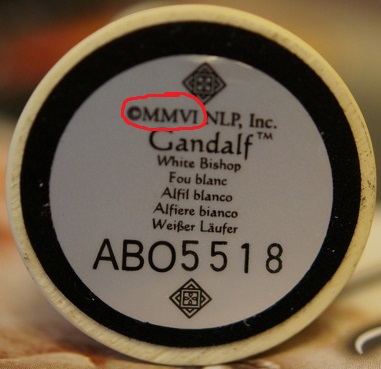 ©MMVI NLP, Inc.
Gandalf™
White Bishop
Fou blanc
Alfil blanco
Alfiere bianco
Weißer Läufer
ABO5518